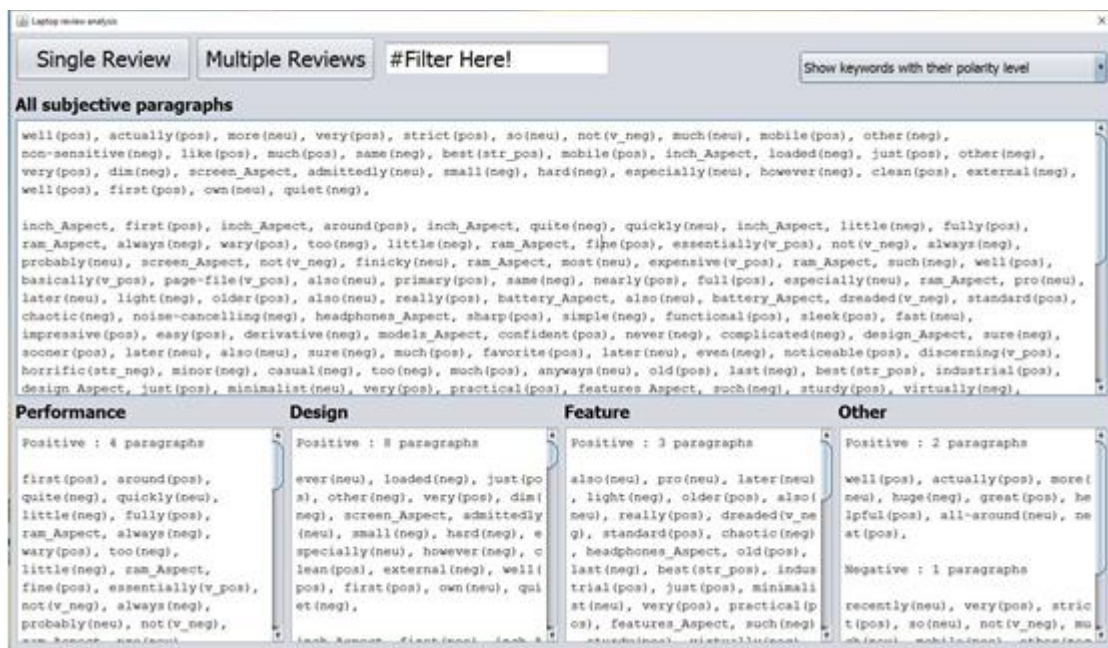 Laptop review analysis
Single Review
Multiple Reviews
#Filter Here!
Show keywords with their polarity level
All subjective paragraphs
well(pos), actually(pos), more(neu), very(pos), strict(pos), so(neu), not(v_neg), much(neu), mobile(pos), other(neg),
non-sensitive(neg), like(pos), much(pos), same(neg), best(str_pos), mobile(pos), inch_Aspect, loaded(neg), just(pos), other(neg),
very(pos), dim(neg), screen_Aspect, admittedly(neu), small(neg), hard(neg), especially(neu), however(neg), clean(pos), external(neg),
well(pos), first(pos), own(neu), quiet(neg),
inch_Aspect, first(pos), inch_Aspect, around(pos), inch_Aspect, quite(neg), quickly(neu), inch_Aspect, little(neg), fully(pos),
ram_Aspect, always(neg), wary(pos), too(neg), little(neg), ram_Aspect, fine(pos), essentially(v_pos), not(v_neg), always(neg),
probably(neu), screen_Aspect, not(v_neg), finicky(neu), ram_Aspect, most(neu), expensive(v_pos), ram_Aspect, such(neg), well(pos),
basically(v_pos), page-file(v_pos), also(neu), primary(pos), same(neg), nearly(pos), full(pos), especially(neu), ram_Aspect, pro(neu),
later(neu), light(neg), older(pos), also(neu), really(pos), battery_Aspect, also(neu), battery_Aspect, dreaded(v_neg), standard(pos),
chaotic(neg), noise-cancelling(neg), headphones_Aspect, sharp(pos), simple(neg), functional(pos), sleek(pos), fast(neu),
impressive(pos), easy(pos), derivative(neg), models_Aspect, confident(pos), never(neg), complicated(neg), design_Aspect, sure(neg),
sooner(pos), later(neu), also(neu), sure(neg), much(pos), favorite(pos), later(neu), even(neg), noticeable(pos), discerning(v_pos),
horrific(str_neg), minor(neg), casual(neg), too(neg), much(pos), anyways(neu), old(pos), last(neg), best(str_pos), industrial(pos),
design_Aspect, just(pos), minimalist(neu), very(pos), practical(pos), features_Aspect, such(neg), sturdy(pos), virtually(neg),
Performance
Positive : 4 paragraphs
first(pos), around(pos),
quite(neg), quickly(neu),
little(neg), fully(pos),
ram_Aspect, always(neg),
wary(pos), too(neg),
little(neg), ram_Aspect,
fine(pos), essentially(v_pos),
not(v_neg), always(neg),
probably(neu), not(v_neg),
ram_Aspect, pro(neu),
Design
Positive : 8 paragraphs
ever(neu), loaded(neg), just(po
s), other(neg), very(pos), dim(
neg), screen_Aspect, admittedly
(neu), small(neg), hard(neg), e
specially(neu), however(neg), c
lean(pos), external(neg), well(
pos), first(pos), own(neu), qui
et(neg),
inch_Aspect, first(pos), inch_A
Feature
Positive : 3 paragraphs
also(neu), pro(neu), later(neu)
, light(neg), older(pos), also(
neu), really(pos), dreaded(v_ne
g), standard(pos), chaotic(neg)
, headphones_Aspect, old(pos),
last(neg), best(str_pos), indus
trial(pos), just(pos), minimali
st(neu), very(pos), practical(p
os), features_Aspect, such(neg)
, sturdy(pos), virtually(neg),
Other
Positive : 2 paragraphs
well(pos), actually(pos), more(
neu), huge(neg), great(pos), he
lpful(pos), all-around(neu), ne
at(pos),
Negative : 1 paragraphs
recently(neu), very(pos), stric
t(pos), so(neu), not(v_neg), mu
ch(neu), mobile(pos), other(neg